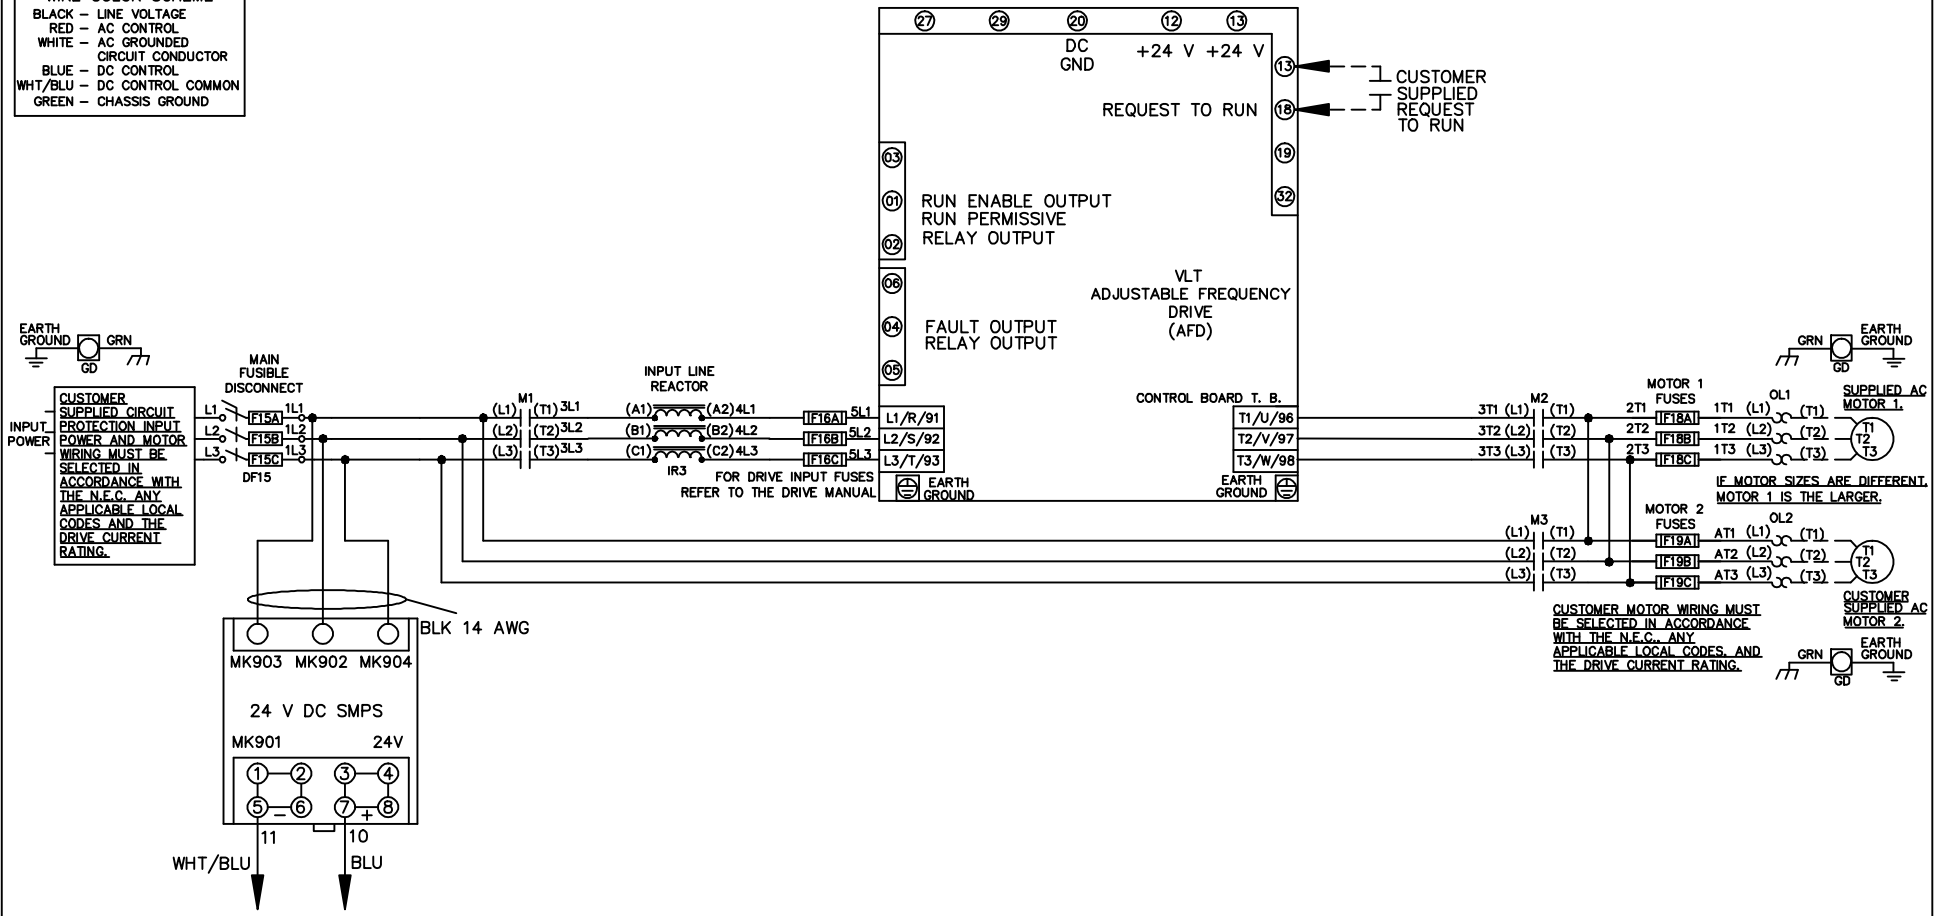 WIRE COLOR SCHEME
BLACK – LINE VOLTAGE
RED – AC CONTROL
WHITE – AC GROUNDED
CIRCUIT CONDUCTOR
BLUE – DC CONTROL
WHT/BLU – DC CONTROL COMMON
GREEN – CHASSIS GROUND
27 29 20 12 13
DC
GND
+24 V +24 V
13
REQUEST TO RUN 18
19
32
CUSTOMER
SUPPLIED
REQUEST
TO RUN
03
01
02
RUN ENABLE OUTPUT
RUN PERMISSIVE
RELAY OUTPUT
06
04
05
FAULT OUTPUT
RELAY OUTPUT
VLT
ADJUSTABLE FREQUENCY
DRIVE
(AFD)
CONTROL BOARD T. B.
EARTH
GROUND
GRN
GD
INPUT
POWER
CUSTOMER
SUPPLIED CIRCUIT
PROTECTION INPUT
POWER AND MOTOR
WIRING MUST BE
SELECTED IN
ACCORDANCE WITH
THE N.E.C. ANY
APPLICABLE LOCAL
CODES AND THE
DRIVE CURRENT
RATING.
MAIN
FUSIBLE
DISCONNECT
L1 F15A 1L1
L2 F15B 1L2
L3 F15C 1L3
DF15
M1
(L1) (T1) 3L1
(L2) (T2) 3L2
(L3) (T3) 3L3
INPUT LINE
REACTOR
(A1) (A2) 4L1
(B1) (B2) 4L2
(C1) (C2) 4L3
IR3
F16A 5L1
F16B 5L2
F16C 5L3
FOR DRIVE INPUT FUSES
REFER TO THE DRIVE MANUAL
L1/R/91
L2/S/92
L3/T/93
EARTH
GROUND
T1/U/96
T2/V/97
T3/W/98
EARTH
GROUND
M2
3T1 (L1) (T1)
3T2 (L2) (T2)
3T3 (L3) (T3)
MOTOR 1
FUSES
2T1 F18A 1T1
2T2 F18B 1T2
2T3 F18C 1T3
OL1
(L1) (T1)
(L2) (T2)
(L3) (T3)
GRN
GD
EARTH
GROUND
SUPPLIED AC
MOTOR 1.
T1
T2
T3
IF MOTOR SIZES ARE DIFFERENT,
MOTOR 1 IS THE LARGER.
M3
(L1) (T1)
(L2) (T2)
(L3) (T3)
MOTOR 2
FUSES
F19A AT1
F19B AT2
F19C AT3
OL2
(L1) (T1)
(L2) (T2)
(L3) (T3)
T1
T2
T3
CUSTOMER
SUPPLIED AC
MOTOR 2.
CUSTOMER MOTOR WIRING MUST
BE SELECTED IN ACCORDANCE
WITH THE N.E.C., ANY
APPLICABLE LOCAL CODES, AND
THE DRIVE CURRENT RATING.
GRN
GD
EARTH
GROUND
BLK 14 AWG
MK903 MK902 MK904
24 V DC SMPS
MK901 24V
1 2 3 4
5 – 6 7 + 8
11 10
WHT/BLU BLU